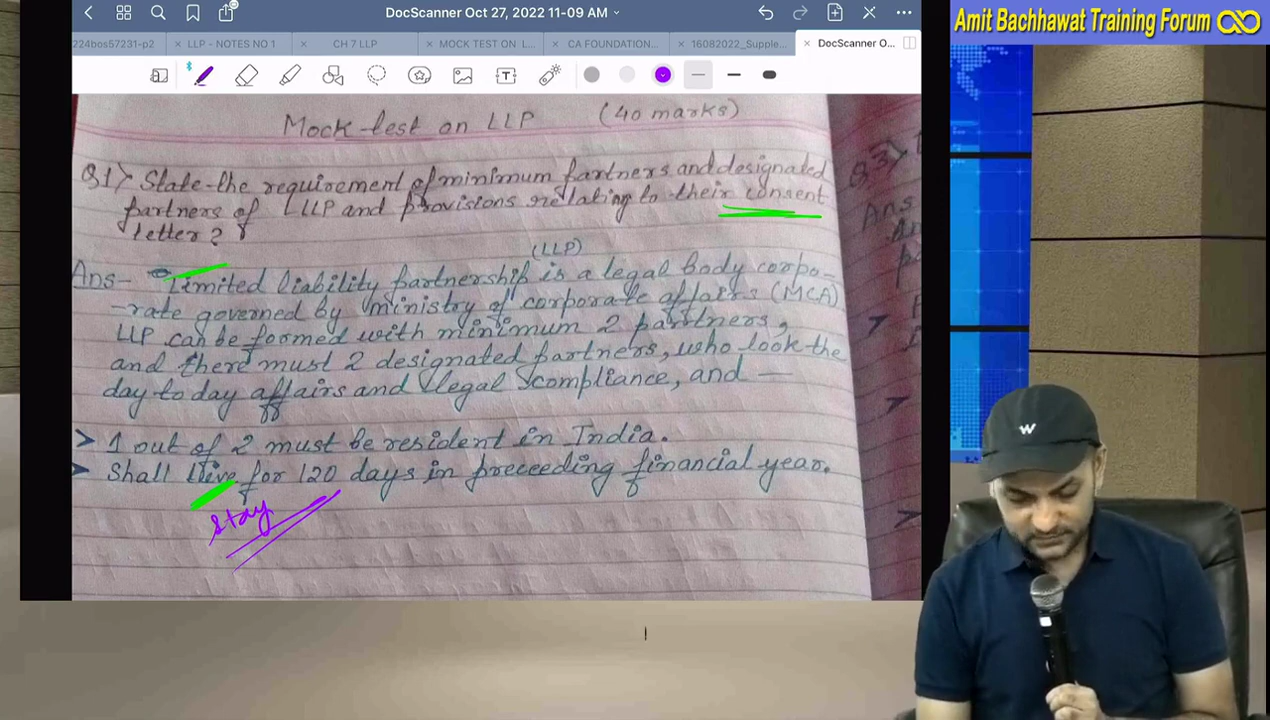 DocScanner Oct 27, 2022 11-09 AM
Amit Bachhawat Training Forum
224bos57231-p2
LLP - NOTES NO 1
CH 7 LLP
MOCK TEST ON L...
CA FOUNDATION...
16082022_Supple...
DocScanner O...
Mock test on LLP (40 marks)
Q1> State the requirement of minimum partners and designated
partners of LLP and provisions relating to their consent
letter?
(LLP)
Ans- Limited liability partnership is a legal body corpo-
-rate governed by ministry of corporate affairs (MCA)
LLP can be formed with minimum 2 partners,
and there must 2 designated partners, who look the
day to day affairs and legal compliance, and —
> 1 out of 2 must be resident in India.
> Shall live for 120 days in preceeding financial year.
stay
Q3>
Ans
W